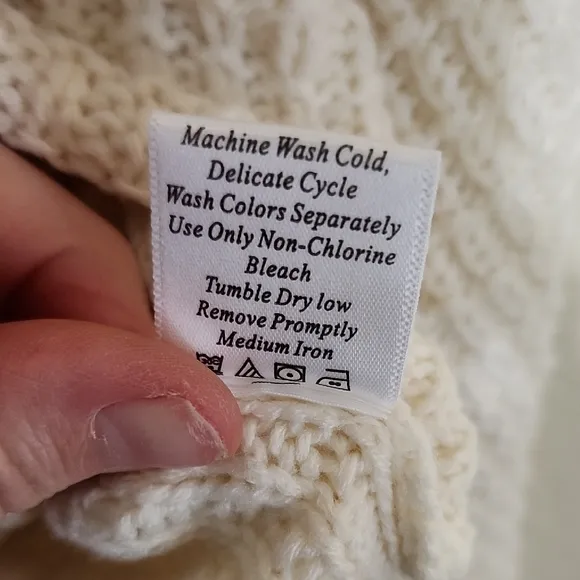 Machine Wash Cold,
Delicate Cycle
Wash Colors Separately
Use Only Non-Chlorine
Bleach
Tumble Dry low
Remove Promptly
Medium Iron